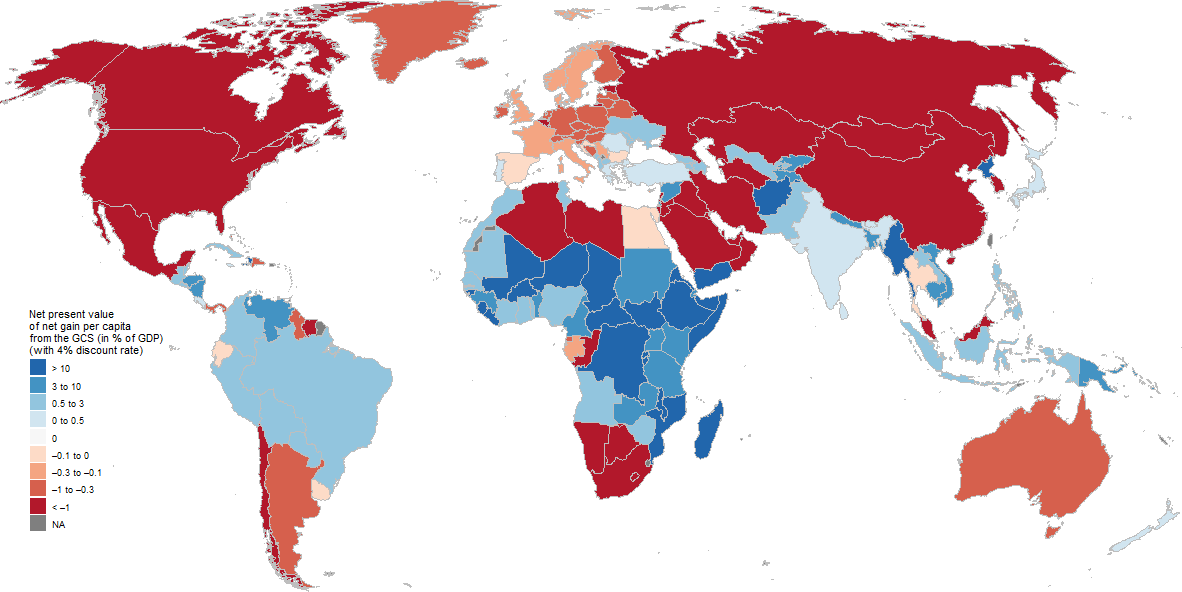 Net present value
of net gain per capita
from the GCS (in % of GDP)
(with 4% discount rate)
> 10
3 to 10
0.5 to 3
0 to 0.5
0
–0.1 to 0
–0.3 to –0.1
–1 to –0.3
< –1
NA